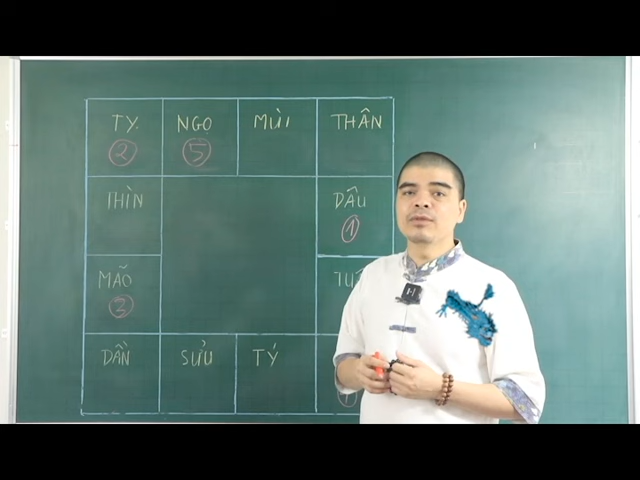 TỴ NGỌ MÙI THÂN
2 5
THÌN DẬU
1
MÃO
3
DẦN SỬU TÝ